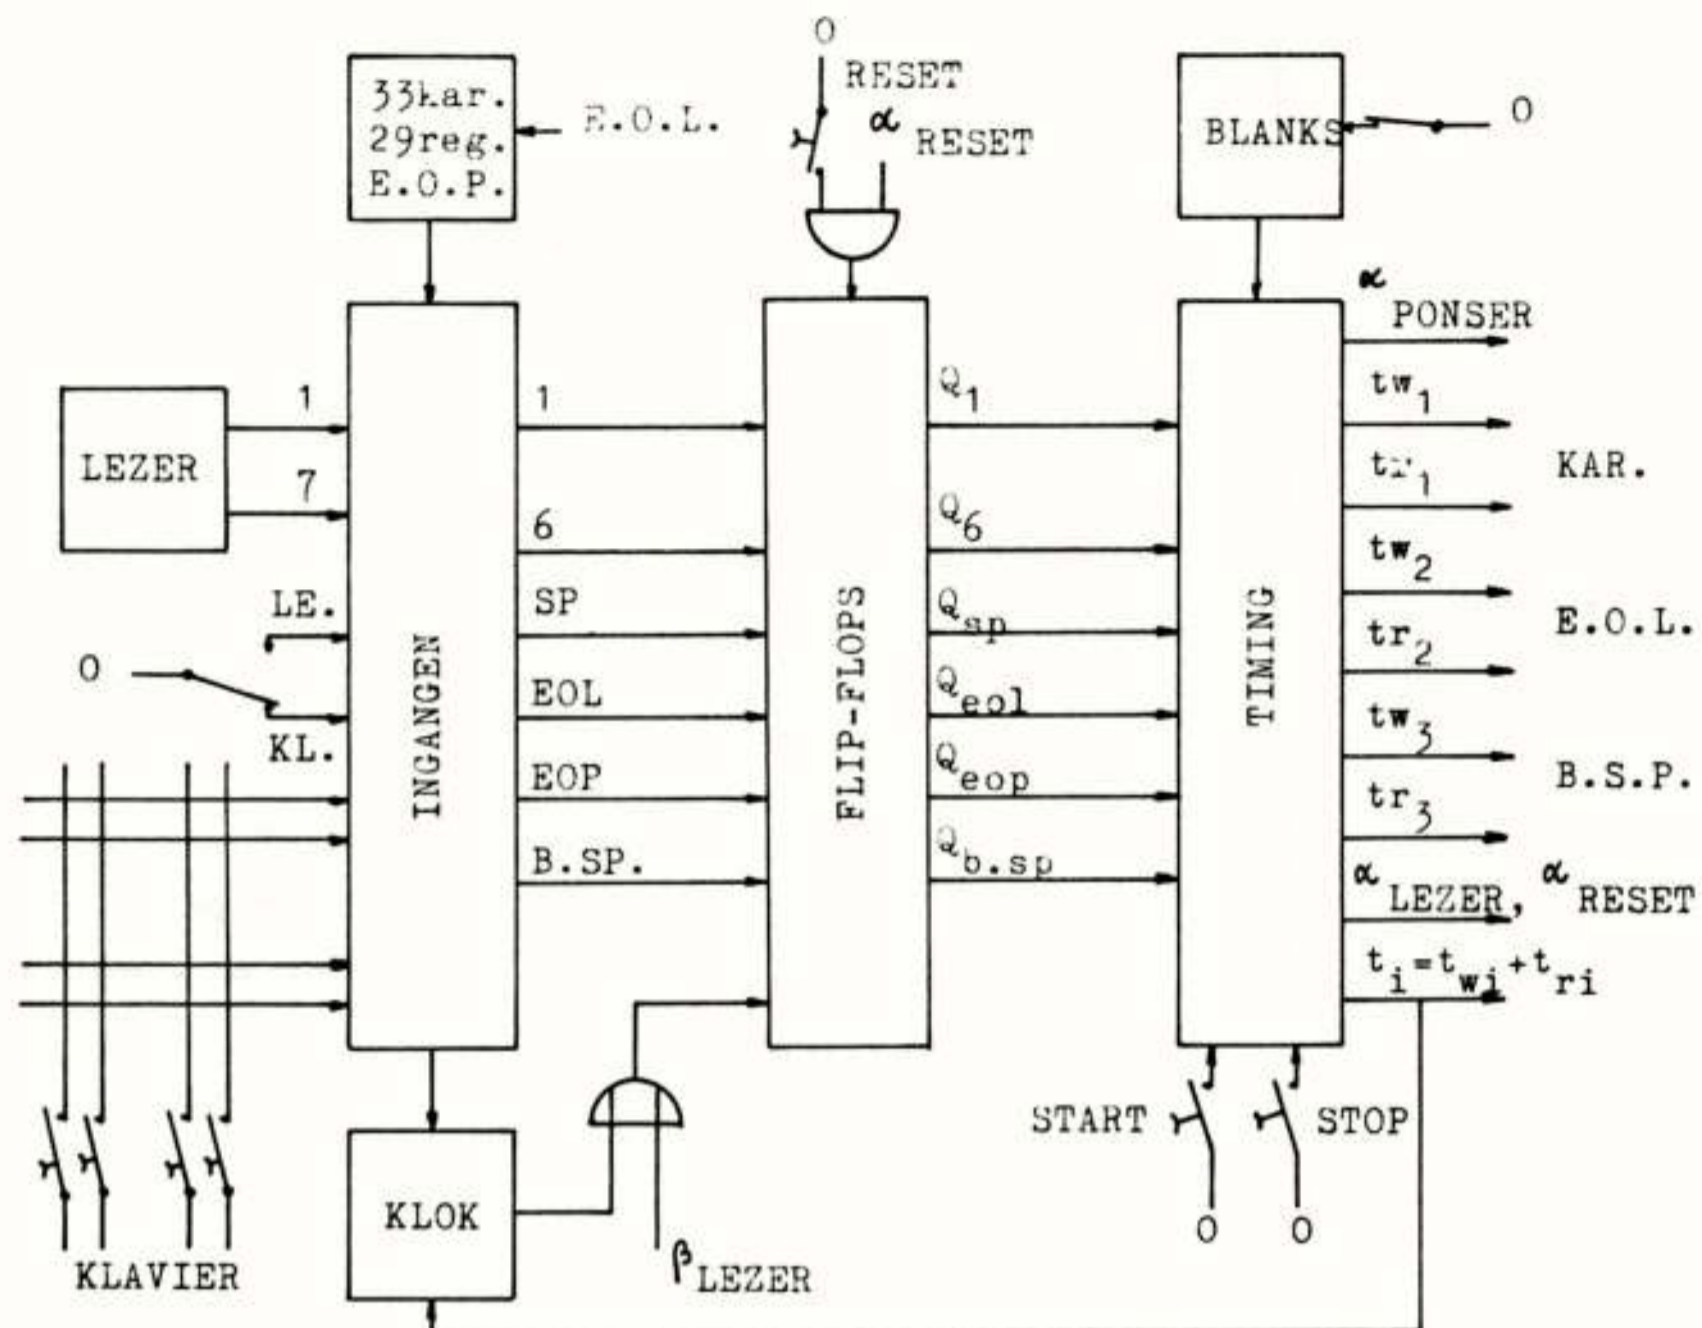 0
RESET
33kar.
29reg.
E.O.P.
E.O.L.
α RESET
BLANKS
0
α PONSER
LEZER
1
7
1
6
SP
EOL
EOP
B.SP.
LE.
0
KL.
INGANGEN
FLIP-FLOPS
Q1
Q6
Qsp
Qeol
Qeop
Qb.sp
TIMING
tw1
tr1
KAR.
tw2
tr2
E.O.L.
tw3
tr3
B.S.P.
α LEZER, α RESET
ti=twi+tri
START
STOP
0
0
KLOK
β LEZER
KLAVIER